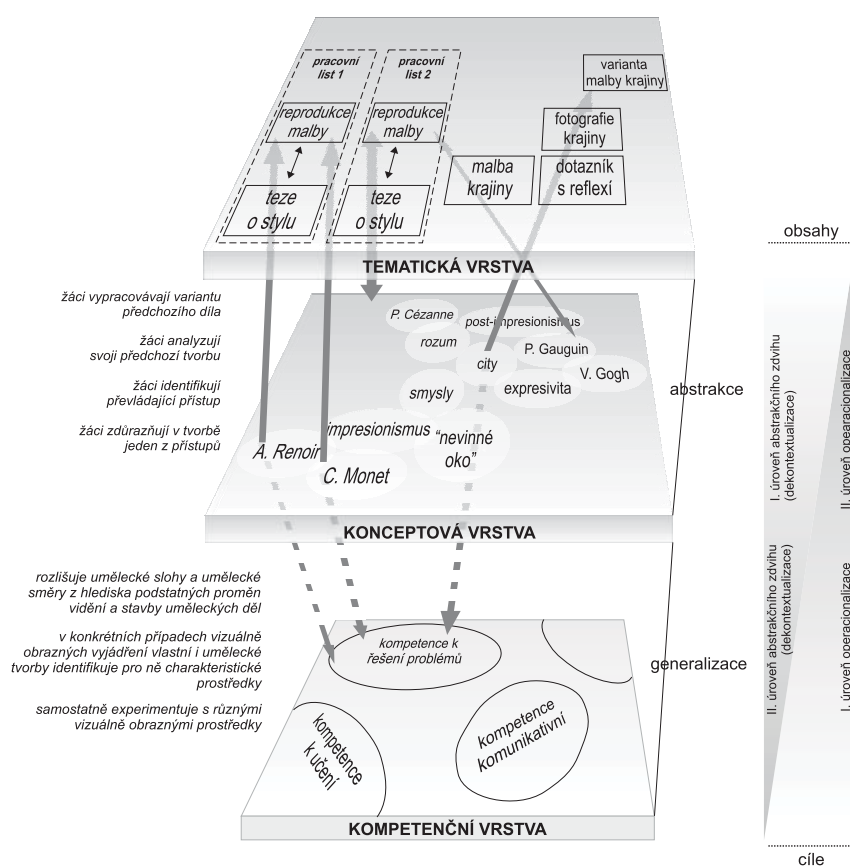 pracovní
list 1
pracovní
list 2
varianta
malby krajiny
reprodukce
malby
reprodukce
malby
fotografie
krajiny
malba
krajiny
dotazník
s reflexí
teze
o stylu
teze
o stylu
obsahy
TEMATICKÁ VRSTVA
žáci vypracovávají variantu
předchozího díla
žáci analyzují
svoji předchozí tvorbu
žáci identifikují
převládající přístup
žáci zdůrazňují v tvorbě
jeden z přístupů
P. Cézanne
post-impresionismus
rozum
P. Gauguin
city
V. Gogh
smysly
expresivita
abstrakce
impresionismus
"nevinné
oko"
A. Renoir
C. Monet
KONCEPTOVÁ VRSTVA
I. úroveň abstrakčního zdvihu
(dekontextualizace)
II. úroveň opearacionalizace
rozlišuje umělecké slohy a umělecké
směry z hlediska podstatných proměn
vidění a stavby uměleckých děl
v konkrétních případech vizuálně
obrazných vyjádření vlastní i umělecké
tvorby identifikuje pro ně charakteristické
prostředky
samostatně experimentuje s různými
vizuálně obraznými prostředky
kompetence k
řešení problémů
generalizace
kompetence
k učení
kompetence
komunikativní
II. úroveň abstrakčního zdvihu
(dekontextualizace)
I. úroveň operacionalizace
KOMPETENČNÍ VRSTVA
cíle